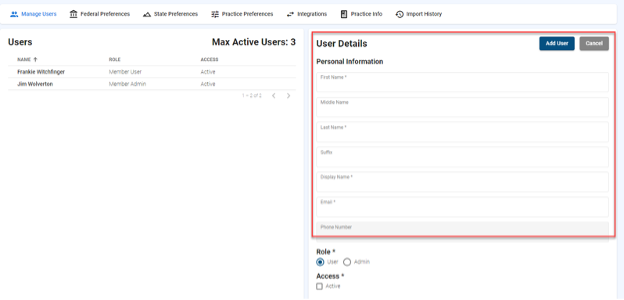 Manage Users Federal Preferences State Preferences Practice Preferences Integrations Practice Info Import History
Users Max Active Users: 3
NAME ROLE ACCESS
Frankie Witchfinger Member User Active
Jim Wolverton Member Admin Active
1 – 2 of 2
User Details Add User Cancel
Personal Information
First Name *
Middle Name
Last Name *
Suffix
Display Name *
Email *
Phone Number
Role *
User Admin
Access *
Active